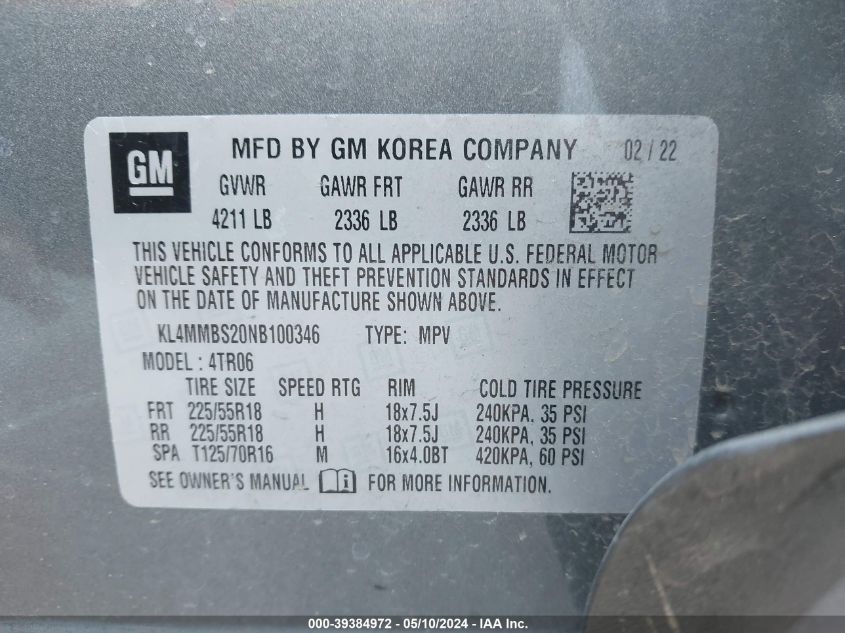 GM
MFD BY GM KOREA COMPANY 02 / 22
GVWR GAWR FRT GAWR RR
4211 LB 2336 LB 2336 LB
THIS VEHICLE CONFORMS TO ALL APPLICABLE U.S. FEDERAL MOTOR
VEHICLE SAFETY AND THEFT PREVENTION STANDARDS IN EFFECT
ON THE DATE OF MANUFACTURE SHOWN ABOVE.
KL4MMBS20NB100346 TYPE: MPV
MODEL : 4TR06
TIRE SIZE SPEED RTG RIM COLD TIRE PRESSURE
FRT 225/55R18 H 18x7.5J 240KPA, 35 PSI
RR 225/55R18 H 18x7.5J 240KPA, 35 PSI
SPA T125/70R16 M 16x4.0BT 420KPA, 60 PSI
SEE OWNER'S MANUAL i FOR MORE INFORMATION.
000-39384972 — 05/10/2024 — IAA Inc.